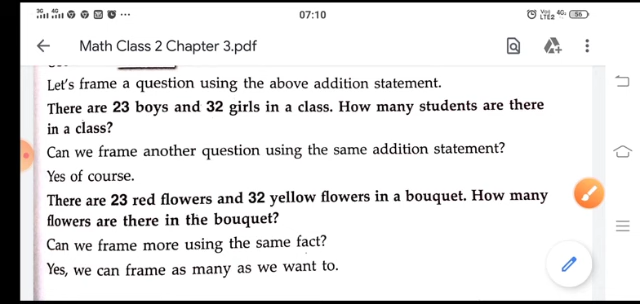 07:10
56
Math Class 2 Chapter 3.pdf
Let's frame a question using the above addition statement.
There are 23 boys and 32 girls in a class. How many students are there
in a class?
Can we frame another question using the same addition statement?
Yes of course.
There are 23 red flowers and 32 yellow flowers in a bouquet. How many
flowers are there in the bouquet?
Can we frame more using the same fact?
Yes, we can frame as many as we want to.